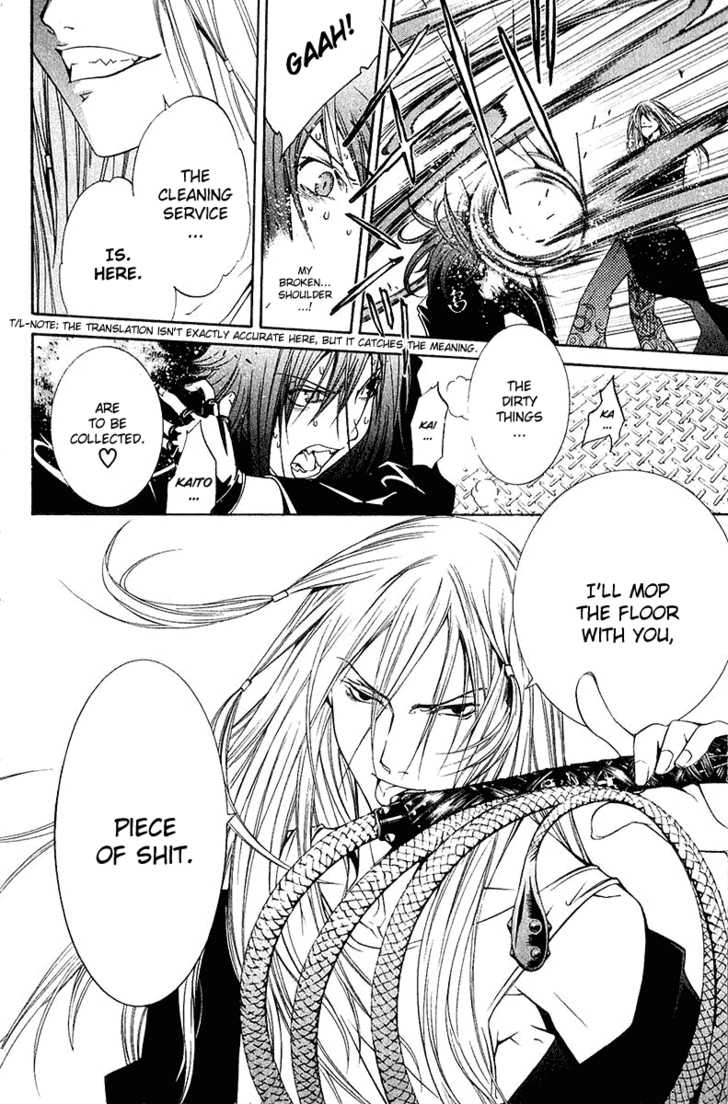 GAAH!
MY
BROKEN...
SHOULDER
...!
THE
CLEANING
SERVICE
...
IS.
HERE.
T/L-NOTE: THE TRANSLATION ISN'T EXACTLY ACCURATE HERE, BUT IT CATCHES THE MEANING.
KA
...
THE
DIRTY
THINGS
...
KAI
...
KAITO
...
ARE
TO BE
COLLECTED.
♡
I'LL MOP
THE FLOOR
WITH YOU,
PIECE
OF SHIT.